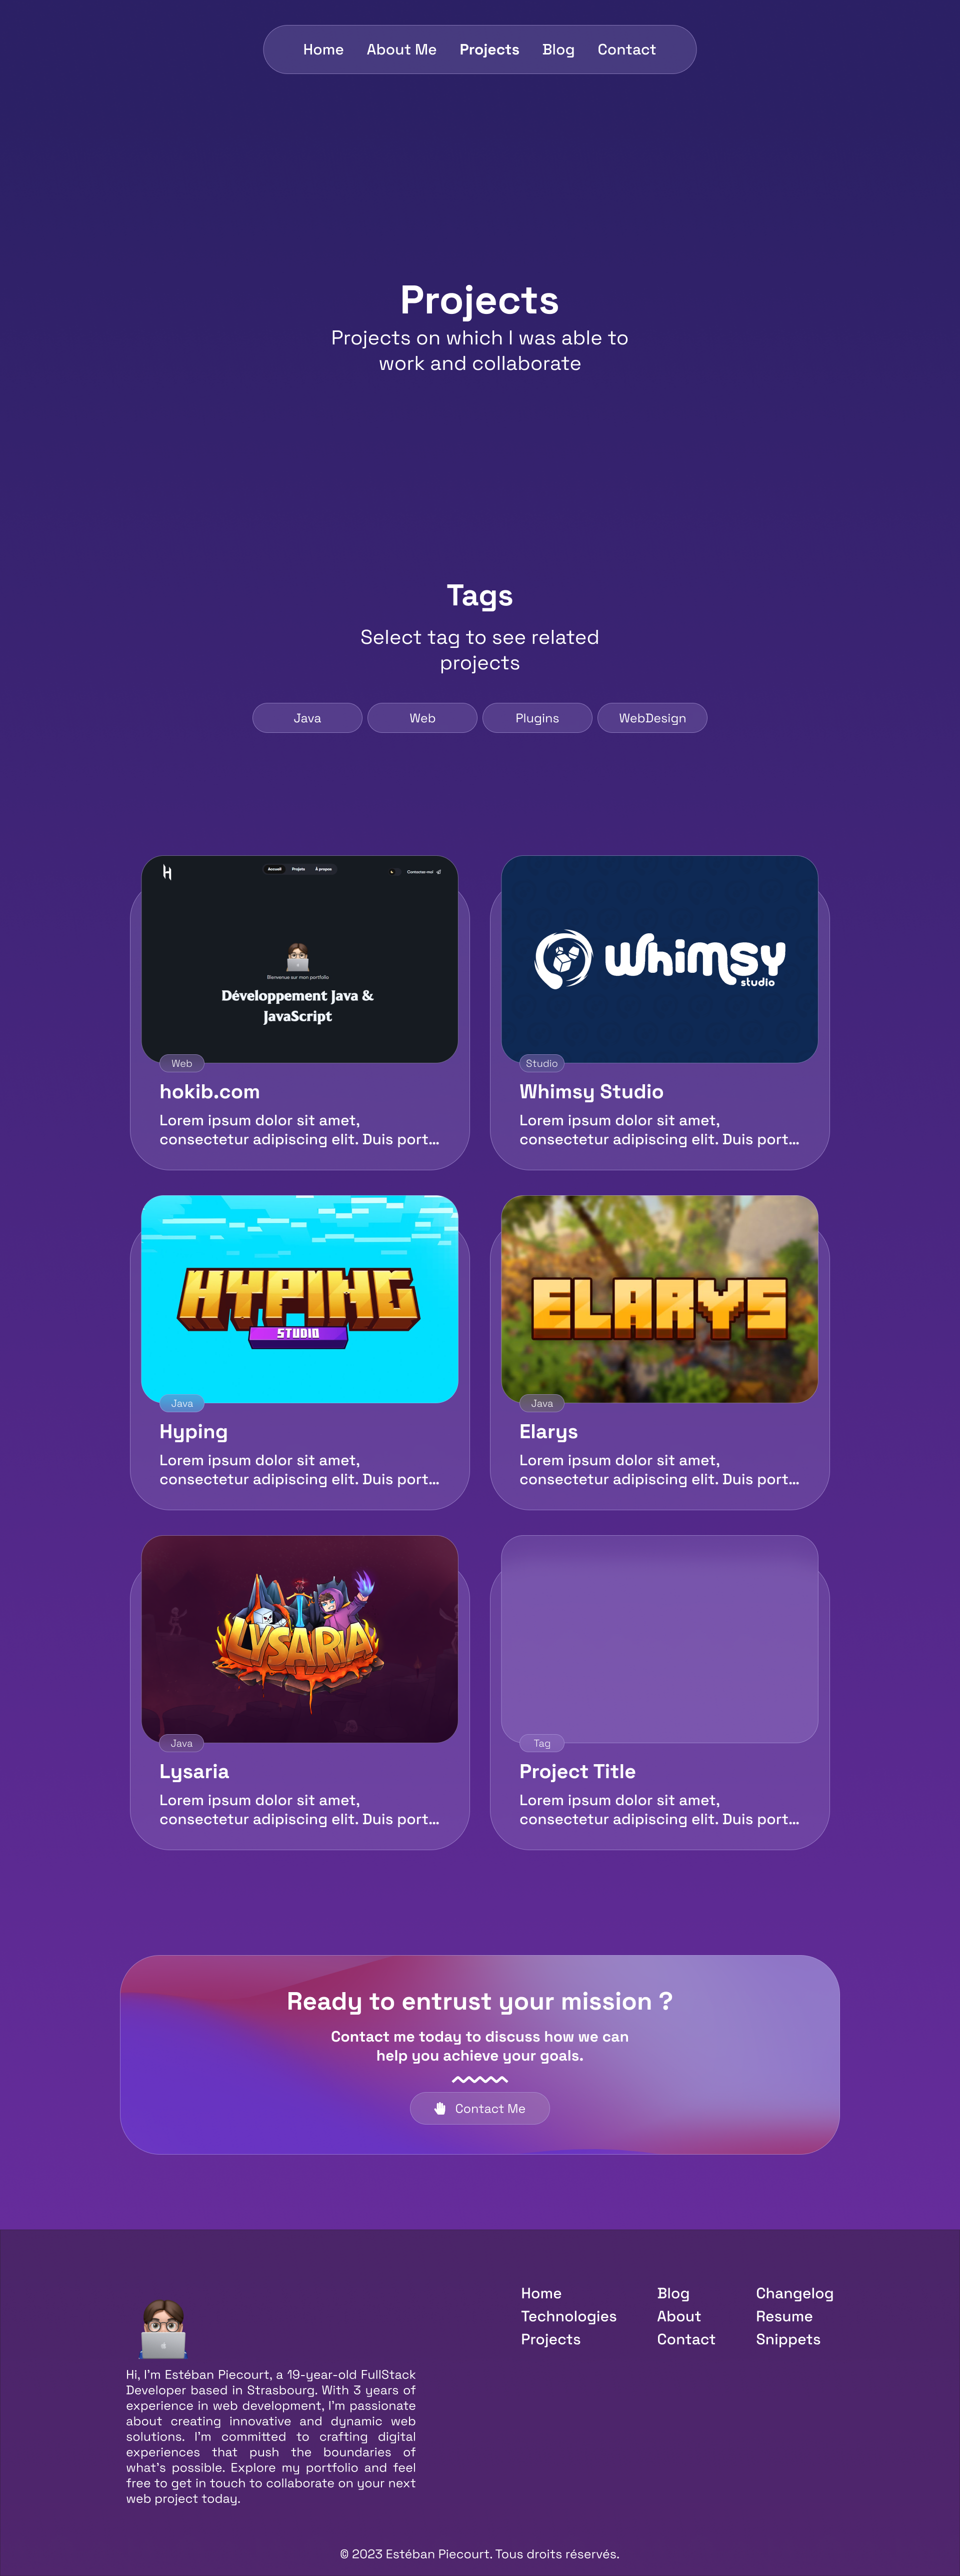 Home About Me Projects Blog Contact
Projects
Projects on which I was able to
work and collaborate
Tags
Select tag to see related
projects
Java Web Plugins WebDesign
H Accueil Projets À propos Contactez-moi
Bienvenue sur mon portfolio
Développement Java &
JavaScript
Web
hokib.com
Lorem ipsum dolor sit amet,
consectetur adipiscing elit. Duis port...
Whimsy
studio
Studio
Whimsy Studio
Lorem ipsum dolor sit amet,
consectetur adipiscing elit. Duis port...
HYPING
STUDIO
Java
Hyping
Lorem ipsum dolor sit amet,
consectetur adipiscing elit. Duis port...
ELARYS
Java
Elarys
Lorem ipsum dolor sit amet,
consectetur adipiscing elit. Duis port...
LYSARIA
Java
Lysaria
Lorem ipsum dolor sit amet,
consectetur adipiscing elit. Duis port...
Tag
Project Title
Lorem ipsum dolor sit amet,
consectetur adipiscing elit. Duis port...
Ready to entrust your mission ?
Contact me today to discuss how we can
help you achieve your goals.
Contact Me
Hi, I'm Estéban Piecourt, a 19-year-old FullStack
Developer based in Strasbourg. With 3 years of
experience in web development, I'm passionate
about creating innovative and dynamic web
solutions. I'm committed to crafting digital
experiences that push the boundaries of
what's possible. Explore my portfolio and feel
free to get in touch to collaborate on your next
web project today.
Home
Technologies
Projects
Blog
About
Contact
Changelog
Resume
Snippets
© 2023 Estéban Piecourt. Tous droits réservés.